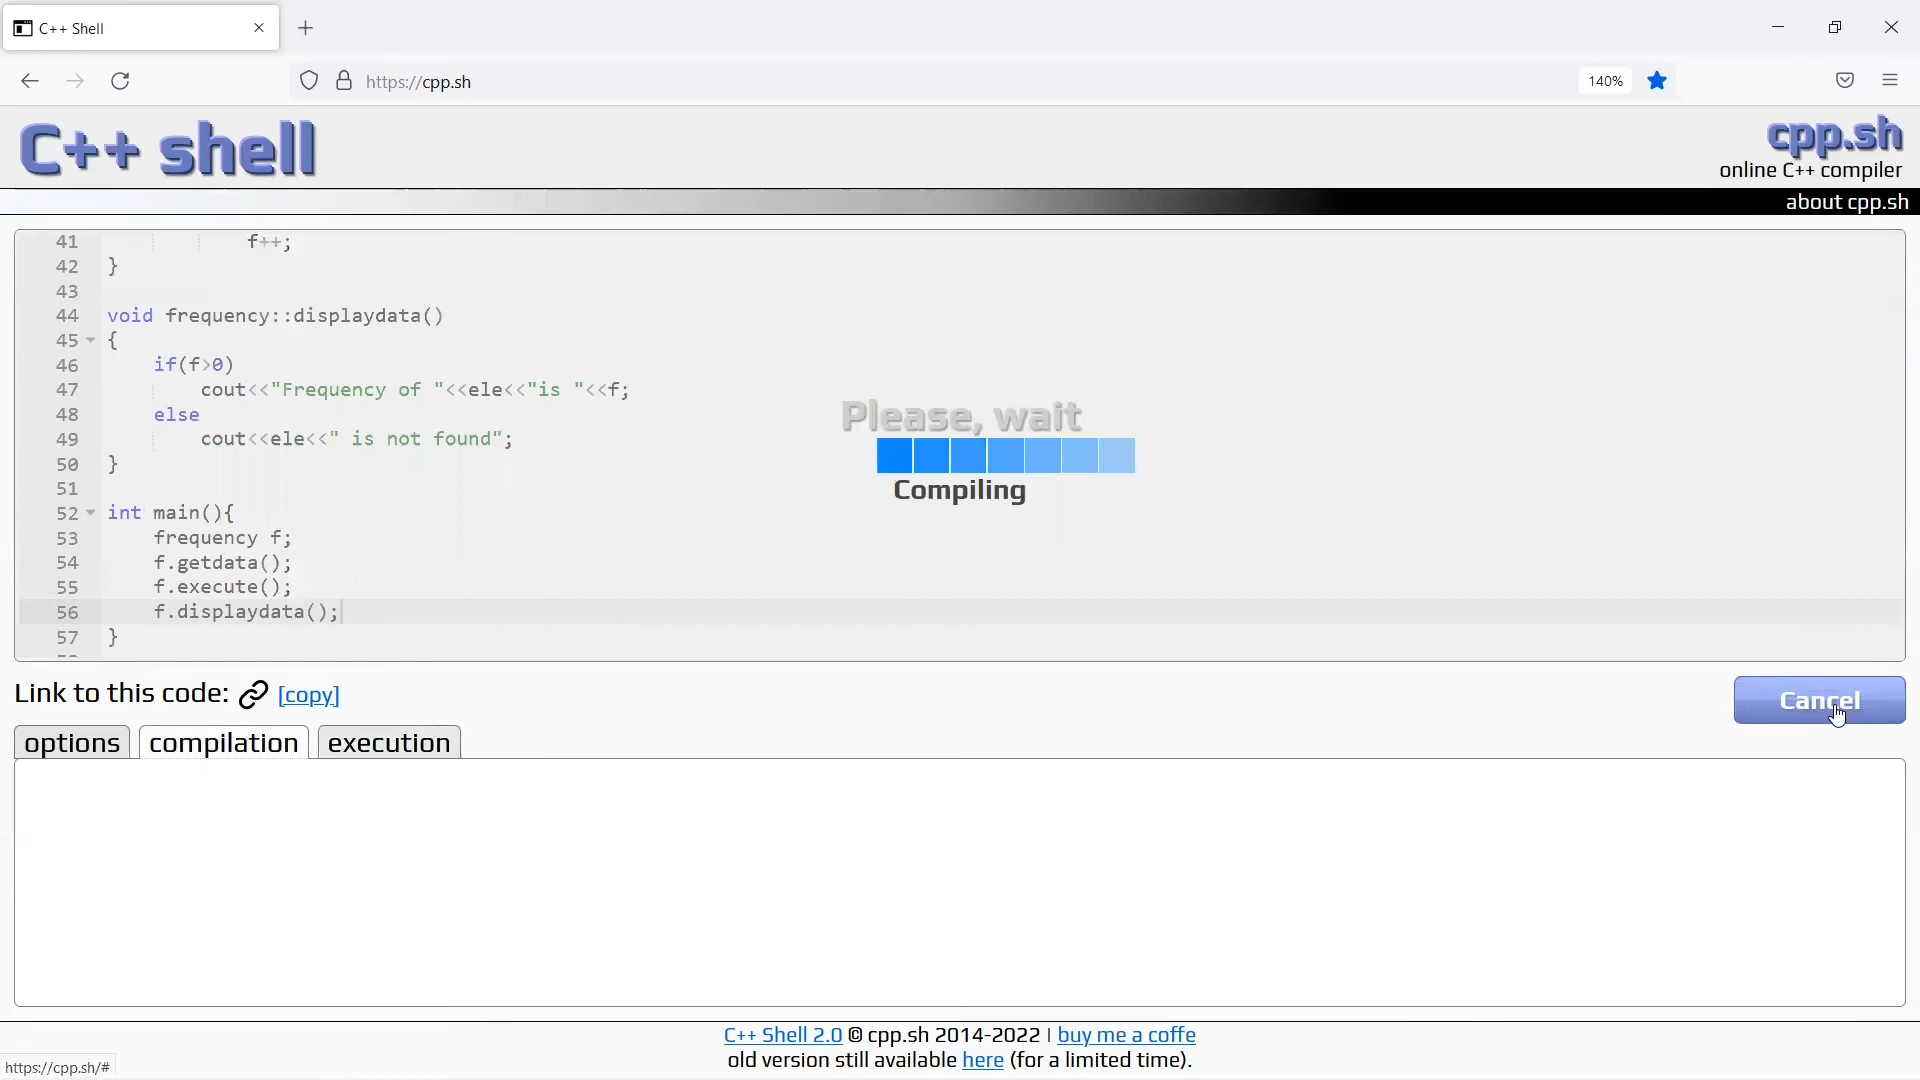 C++ Shell
https://cpp.sh
140%
C++ shell
cpp.sh
online C++ compiler
about cpp.sh
41 f++;
42 }
43
44 void frequency::displaydata()
45 {
46 if(f>0)
47 cout<<"Frequency of "<<ele<<"is "<<f;
48 else
49 cout<<ele<<" is not found";
50 }
51
52 int main(){
53 frequency f;
54 f.getdata();
55 f.execute();
56 f.displaydata();
57 }
Please, wait
Compiling
Link to this code: [copy]
Cancel
options compilation execution
C++ Shell 2.0 © cpp.sh 2014-2022 | buy me a coffe
old version still available here (for a limited time).
https://cpp.sh/#